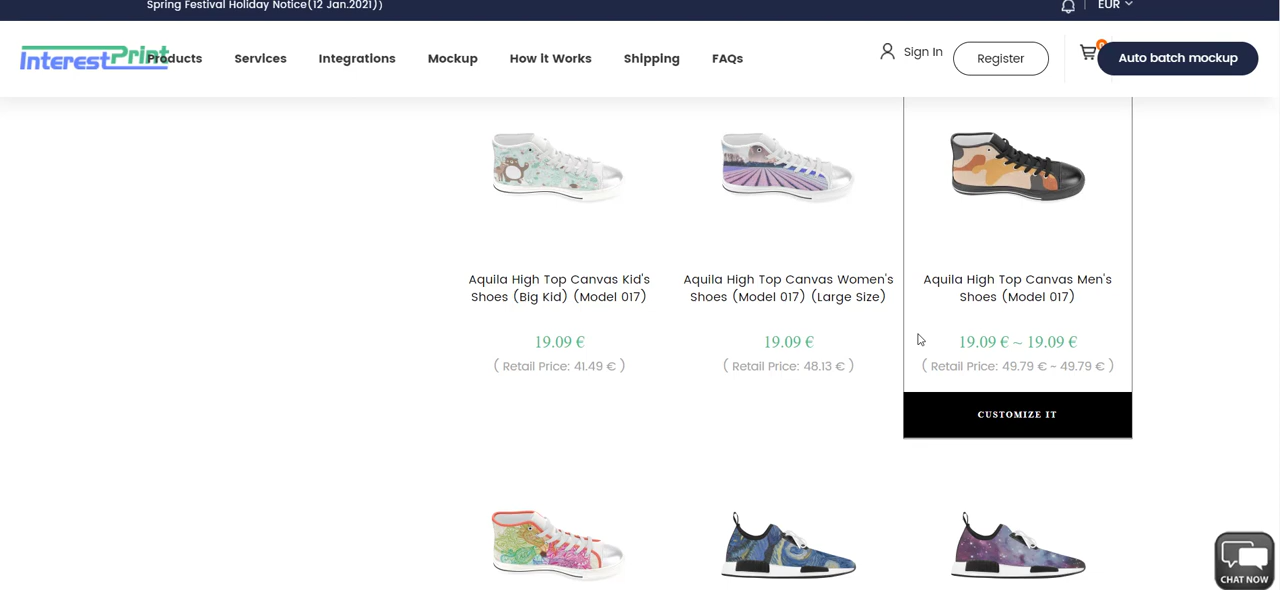 Spring Festival Holiday Notice(12 Jan.2021))
EUR
InterestPrint
Products
Services
Integrations
Mockup
How it Works
Shipping
FAQs
Sign In
Register
Auto batch mockup
Aquila High Top Canvas Kid's
Shoes (Big Kid) (Model 017)
19.09 €
( Retail Price: 41.49 € )
Aquila High Top Canvas Women's
Shoes (Model 017) (Large Size)
19.09 €
( Retail Price: 48.13 € )
Aquila High Top Canvas Men's
Shoes (Model 017)
19.09 € ~ 19.09 €
( Retail Price: 49.79 € ~ 49.79 € )
CUSTOMIZE IT
CHAT NOW